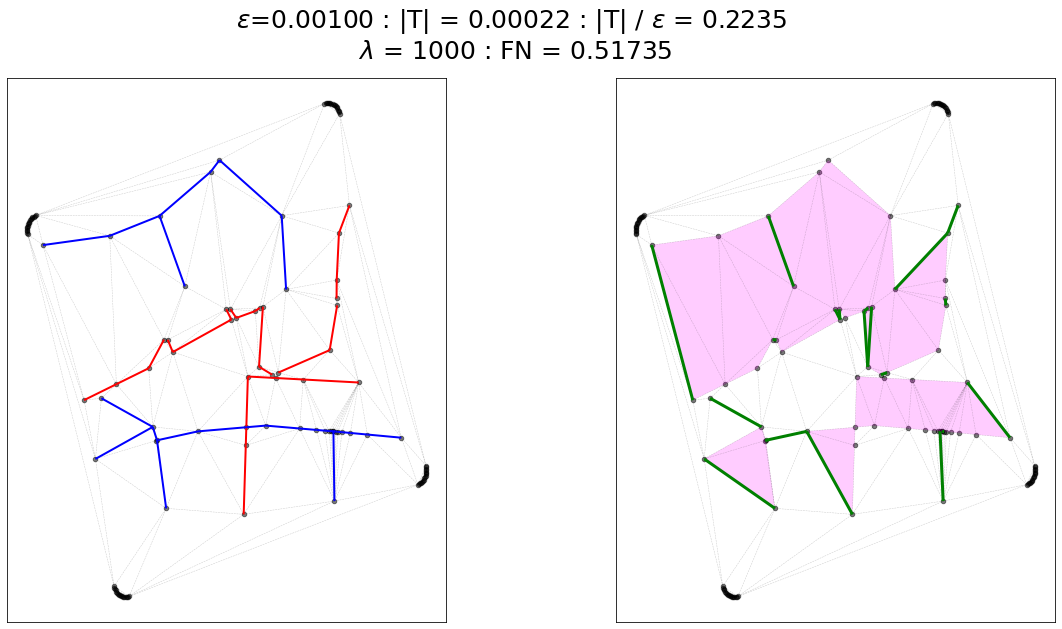 ε=0.00100 : |T| = 0.00022 : |T| / ε = 0.2235
λ = 1000 : FN = 0.51735